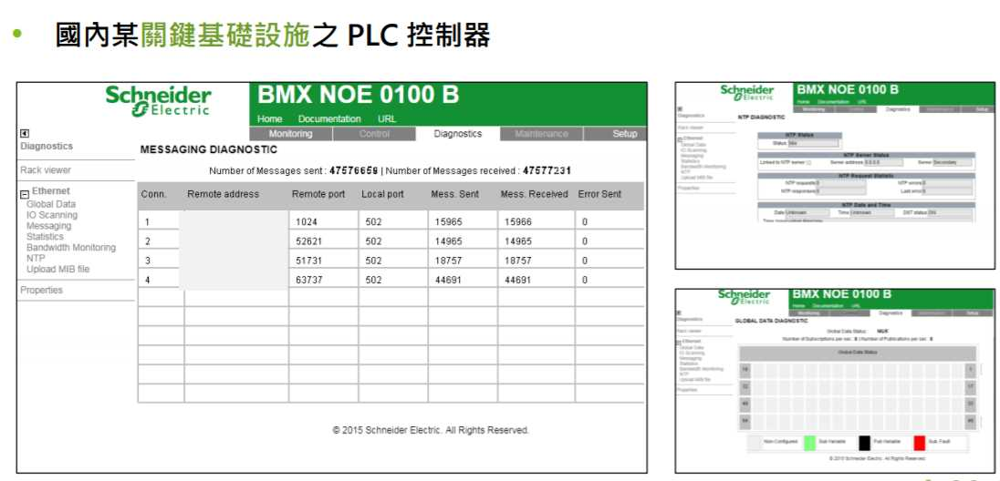 • 國內某關鍵基礎設施之 PLC 控制器
Schneider Electric
BMX NOE 0100 B
Home Documentation URL
Monitoring Control Diagnostics Maintenance Setup
Diagnostics
Rack viewer
Ethernet
Global Data
IO Scanning
Messaging
Statistics
Bandwidth Monitoring
NTP
Upload MIB file
Properties
MESSAGING DIAGNOSTIC
Number of Messages sent : 47576659 | Number of Messages received : 47577231
Conn. Remote address Remote port Local port Mess. Sent Mess. Received Error Sent
1 1024 502 15965 15966 0
2 52621 502 14965 14965 0
3 51731 502 18757 18757 0
4 63737 502 44691 44691 0
© 2015 Schneider Electric. All Rights Reserved.
Schneider Electric
BMX NOE 0100 B
Home Documentation URL
Monitoring Control Diagnostics Maintenance Setup
Diagnostics
Rack viewer
Ethernet
Global Data
IO Scanning
Messaging
Statistics
Bandwidth Monitoring
NTP
Upload MIB file
Properties
NTP DIAGNOSTIC
NTP Status
Status
NTP Server Status
Linked to NTP server Server address 0.0.0.0 Server Secondary
NTP Request Statistic
NTP requests 0 NTP errors 0
NTP responses 0 Last error 0
NTP Date and Time
Date Unknown Time Unknown DST status ON
Schneider Electric
BMX NOE 0100 B
Home Documentation URL
Monitoring Control Diagnostics Maintenance Setup
Diagnostics
Rack viewer
Ethernet
Global Data
IO Scanning
Messaging
Statistics
Bandwidth Monitoring
NTP
Upload MIB file
Properties
GLOBAL DATA DIAGNOSTIC
Global Data Status:
Number of Subscriptions per sec: 0 | Number of Publications per sec: 0
Global Data Status
16 1
32 17
48 33
64 49
Non-Configured Sub Variable Pub Variable Sub. Fault
© 2015 Schneider Electric. All Rights Reserved.